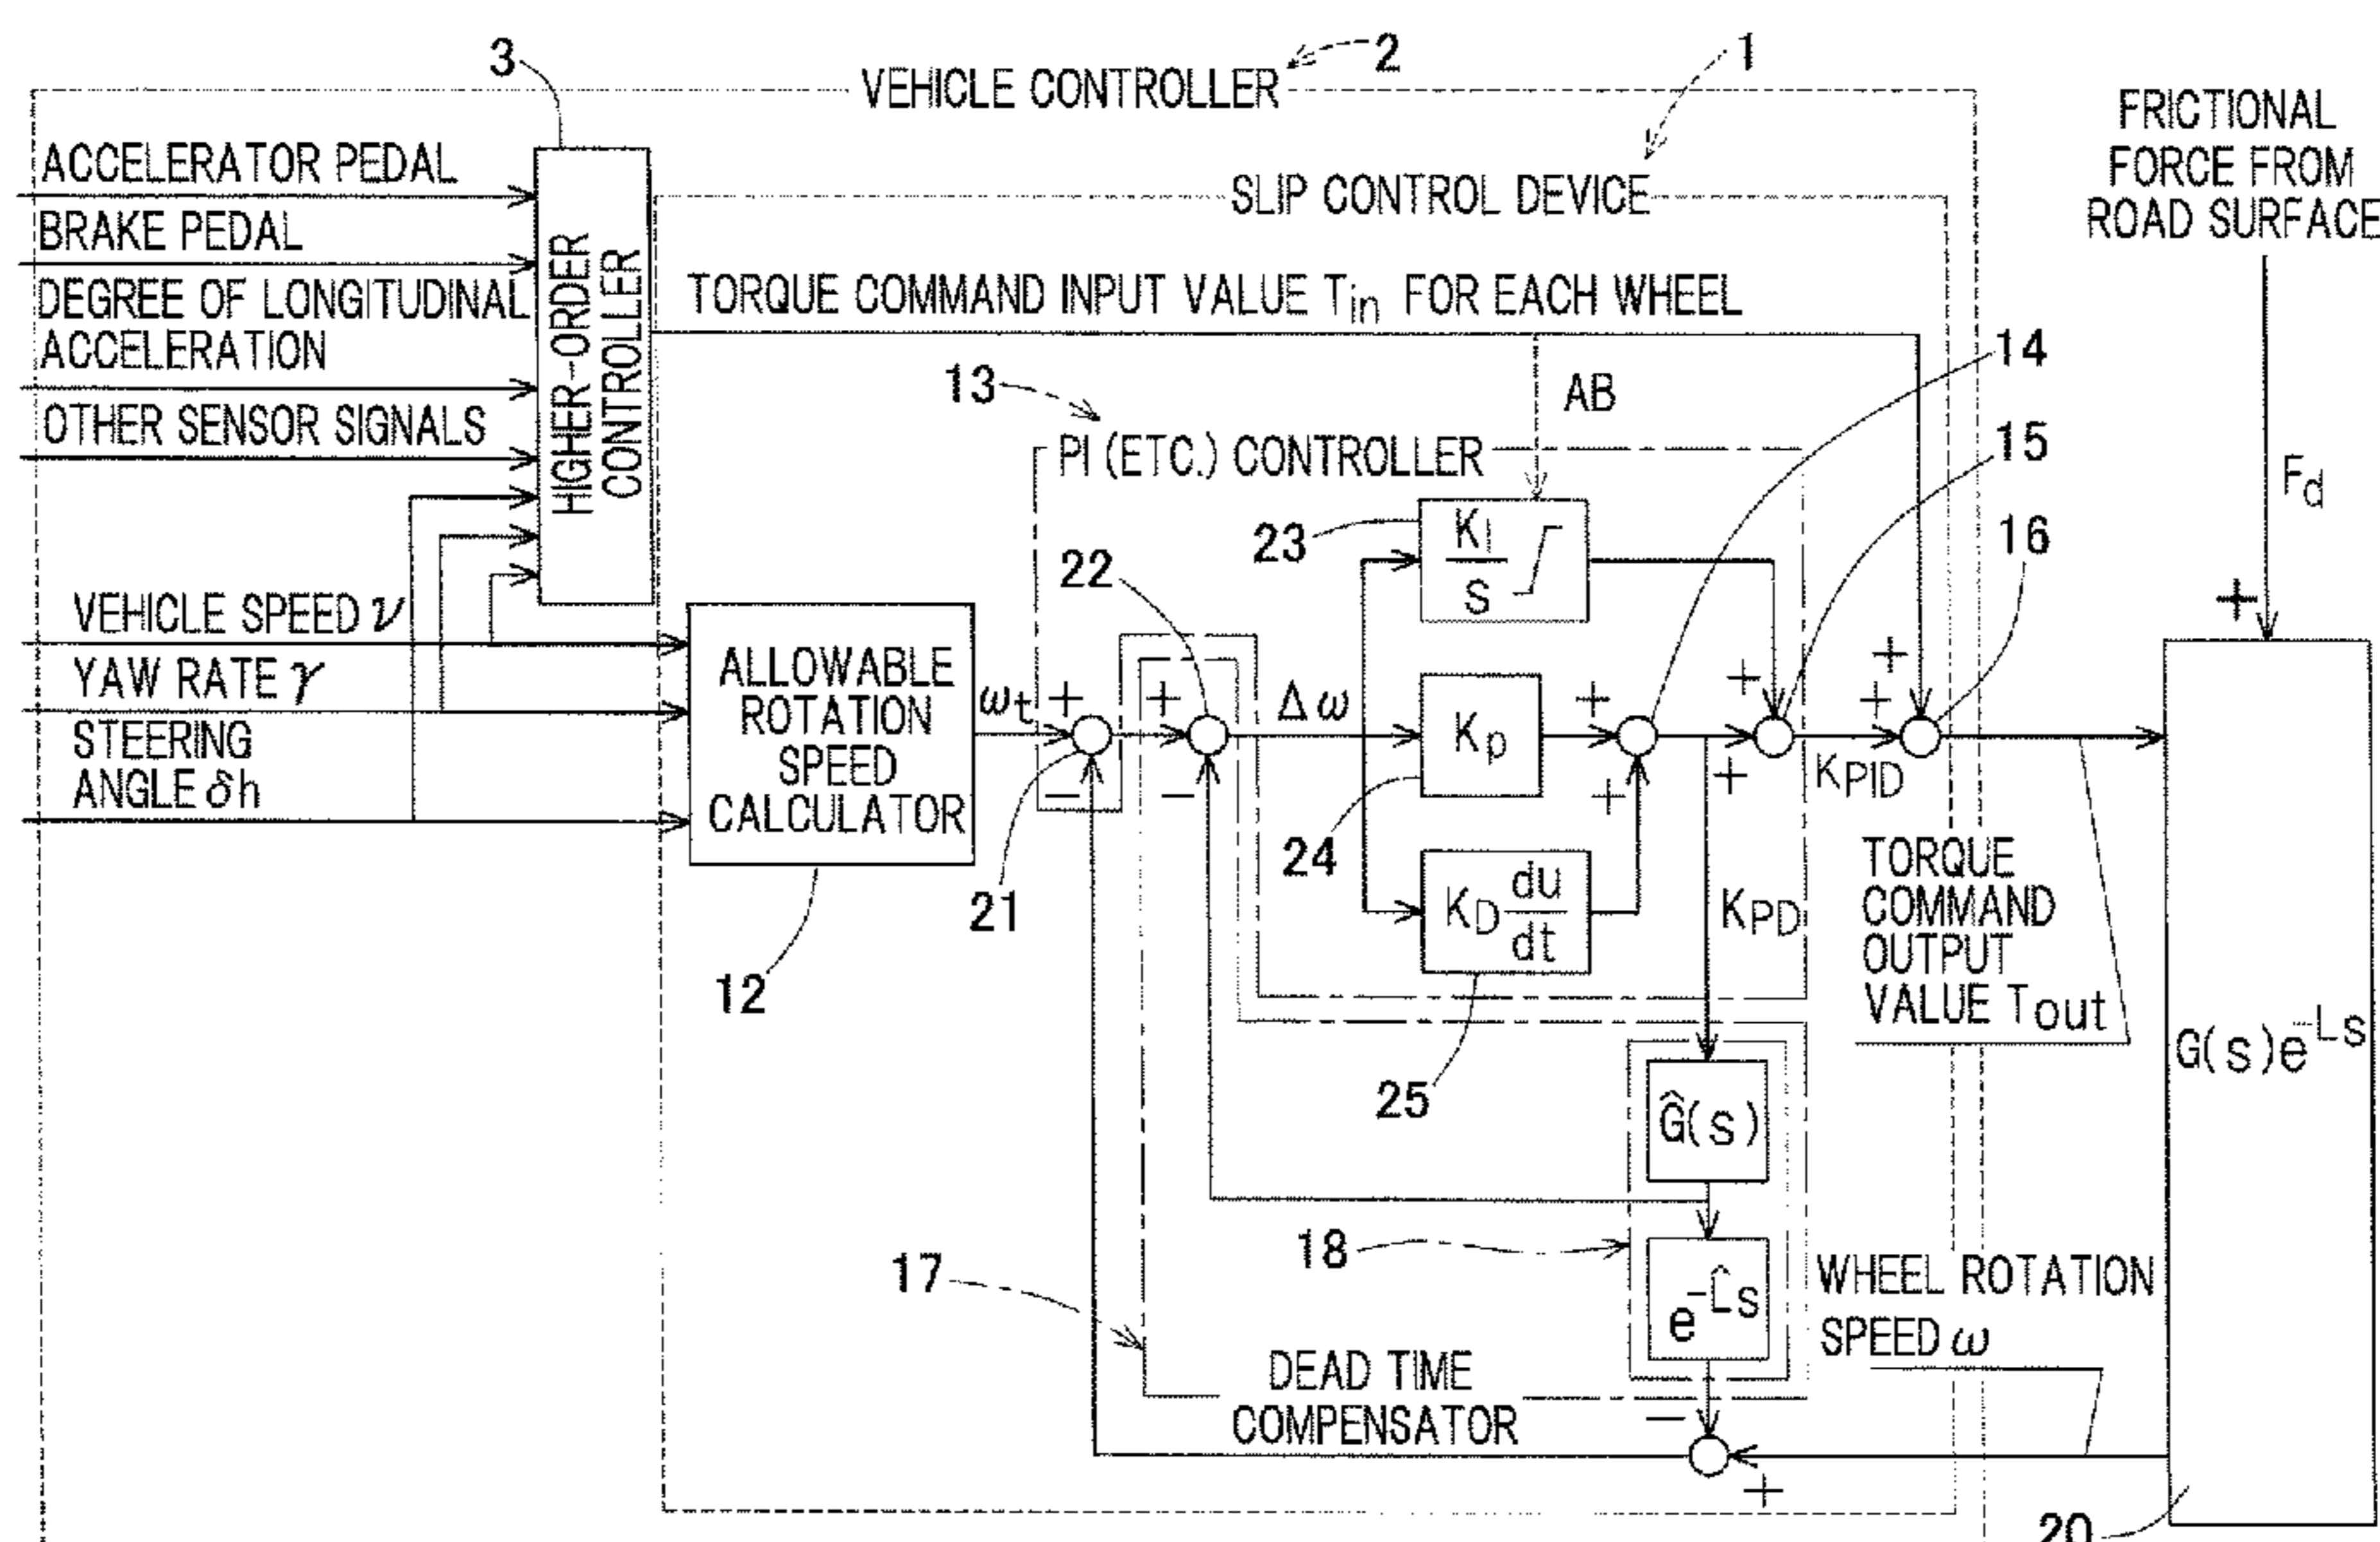 3
VEHICLE CONTROLLER
2
1
ACCELERATOR PEDAL
BRAKE PEDAL
DEGREE OF LONGITUDINAL
ACCELERATION
OTHER SENSOR SIGNALS
HIGHER-ORDER
CONTROLLER
SLIP CONTROL DEVICE
FRICTIONAL
FORCE FROM
ROAD SURFACE
TORQUE COMMAND INPUT VALUE Tin FOR EACH WHEEL
13
AB
14
PI (ETC.) CONTROLLER
15
Fd
23
KI
S
16
22
+
VEHICLE SPEED ν
YAW RATE γ
STEERING
ANGLE δh
ALLOWABLE
ROTATION
SPEED
CALCULATOR
ωt
+
−
+
−
Δω
Kp
+
+
+
+
+
+
KPID
24
21
12
KD du
dt
KPD
25
TORQUE
COMMAND
OUTPUT
VALUE Tout
G(s)e-Ls
Ĝ(s)
18
17
e-L̂s
WHEEL ROTATION
SPEED ω
DEAD TIME
COMPENSATOR
−
+
20